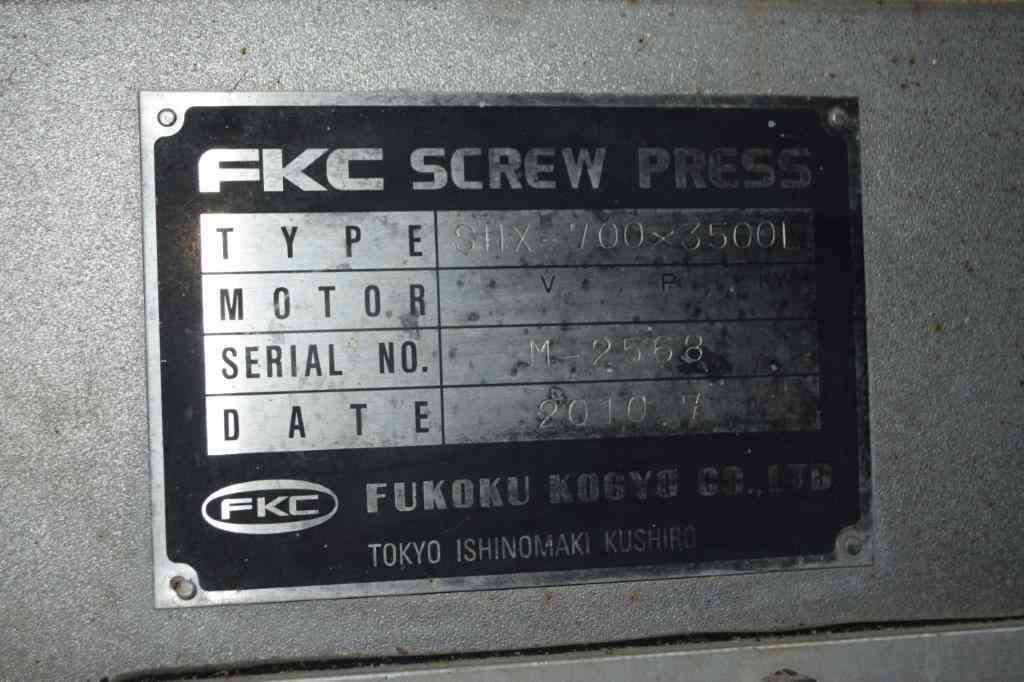 FKC SCREW PRESS
TYPE SHX-700×3500L
MOTOR V P KW
SERIAL NO. M-2568
DATE 2010.7
FKC FUKOKU KOGYO CO.,LTD
TOKYO ISHINOMAKI KUSHIRO